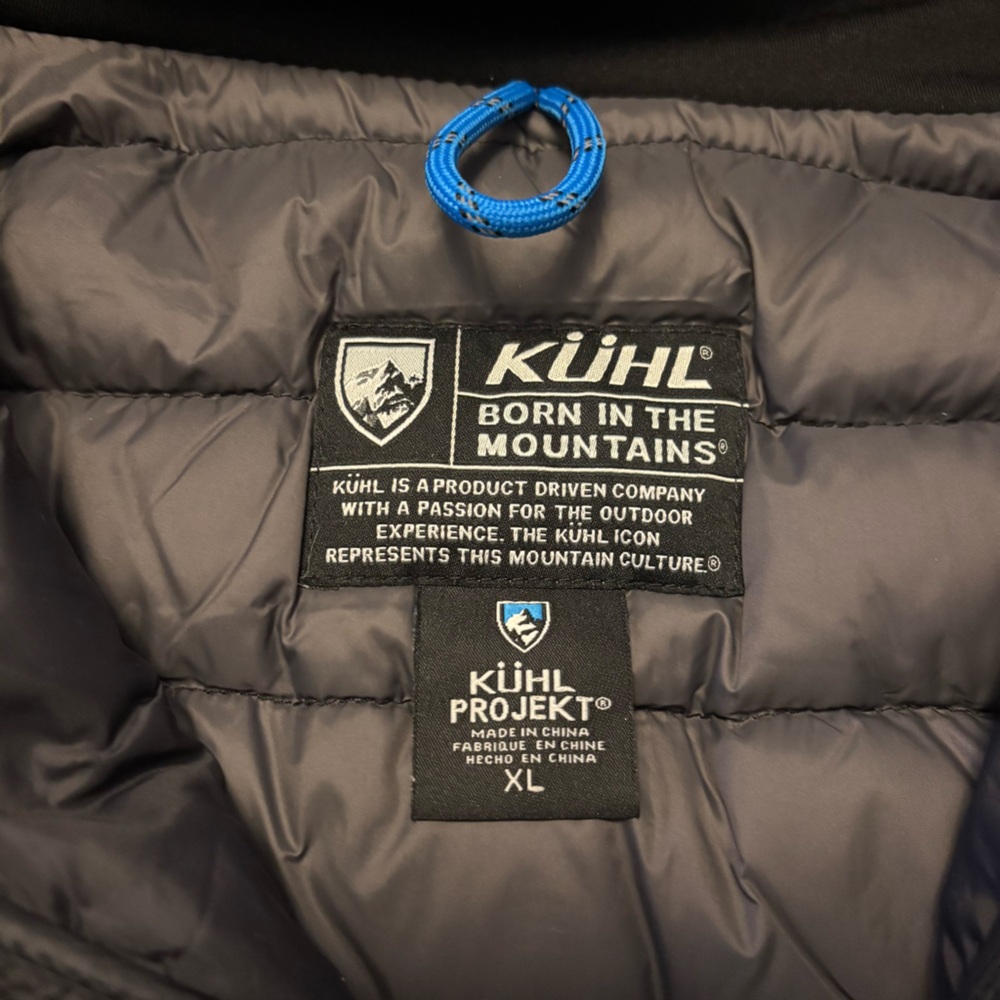 KÜHL®
BORN IN THE
MOUNTAINS®
KÜHL IS A PRODUCT DRIVEN COMPANY
WITH A PASSION FOR THE OUTDOOR
EXPERIENCE. THE KÜHL ICON
REPRESENTS THIS MOUNTAIN CULTURE.®
KÜHL
PROJEKT®
MADE IN CHINA
FABRIQUE EN CHINE
HECHO EN CHINA
XL